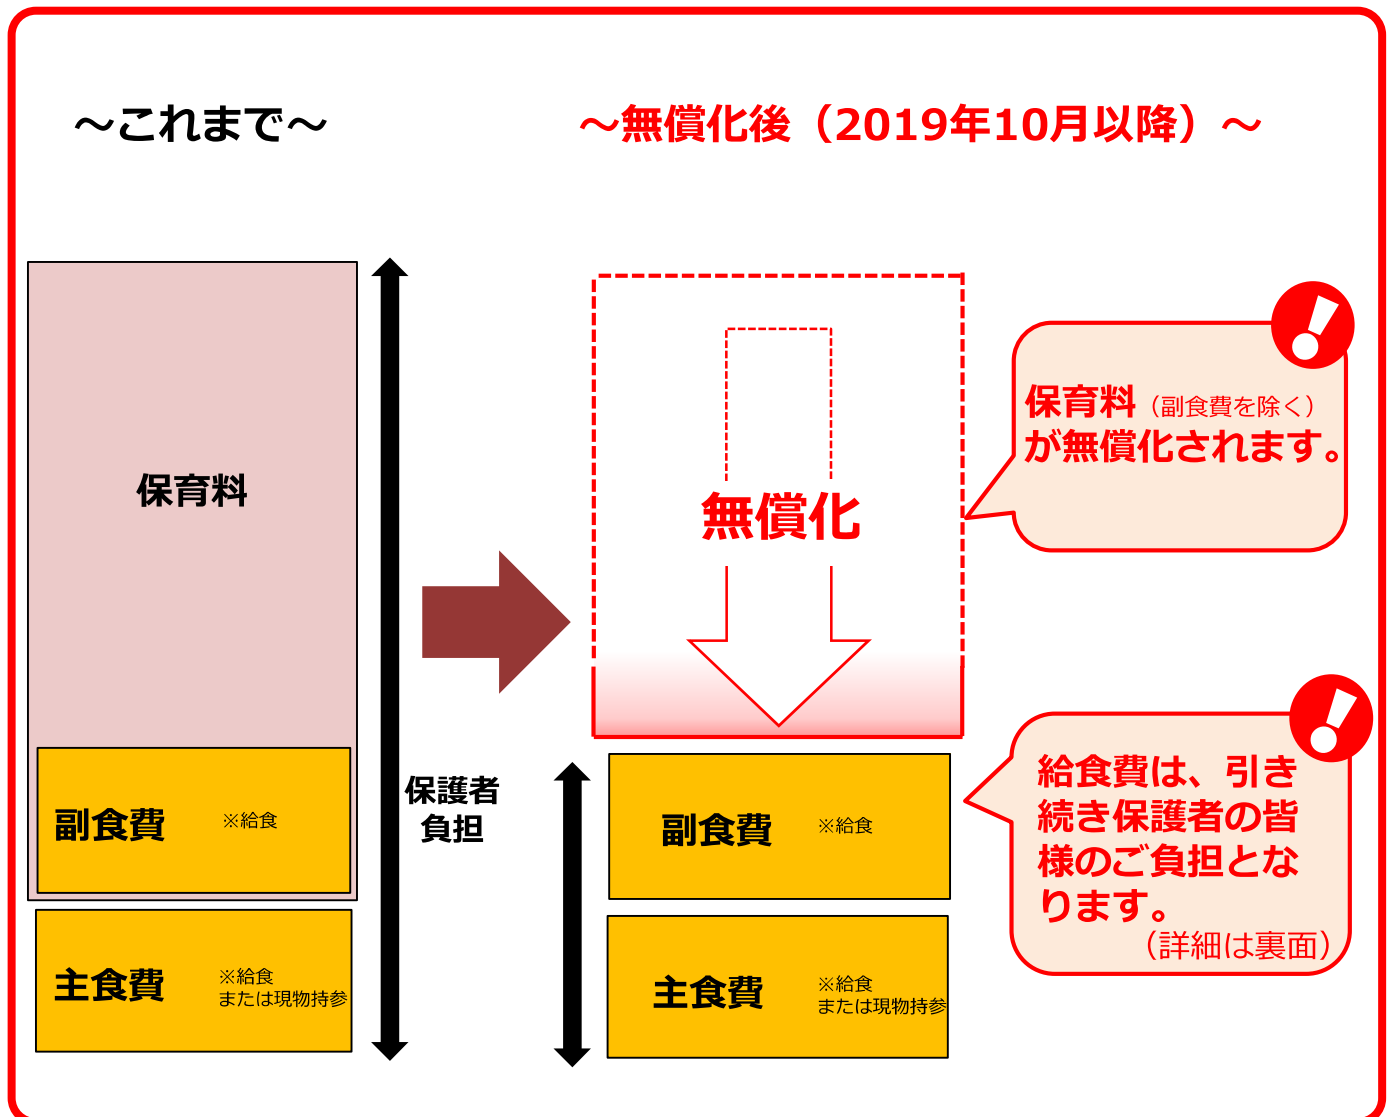 ～これまで～
～無償化後（2019年10月以降）～
保育料
副食費
※給食
主食費
※給食
または現物持参
保護者
負担
無償化
副食費
※給食
主食費
※給食
または現物持参
保育料（副食費を除く）
が無償化されます。
給食費は、引き
続き保護者の皆
様のご負担とな
ります。
（詳細は裏面）